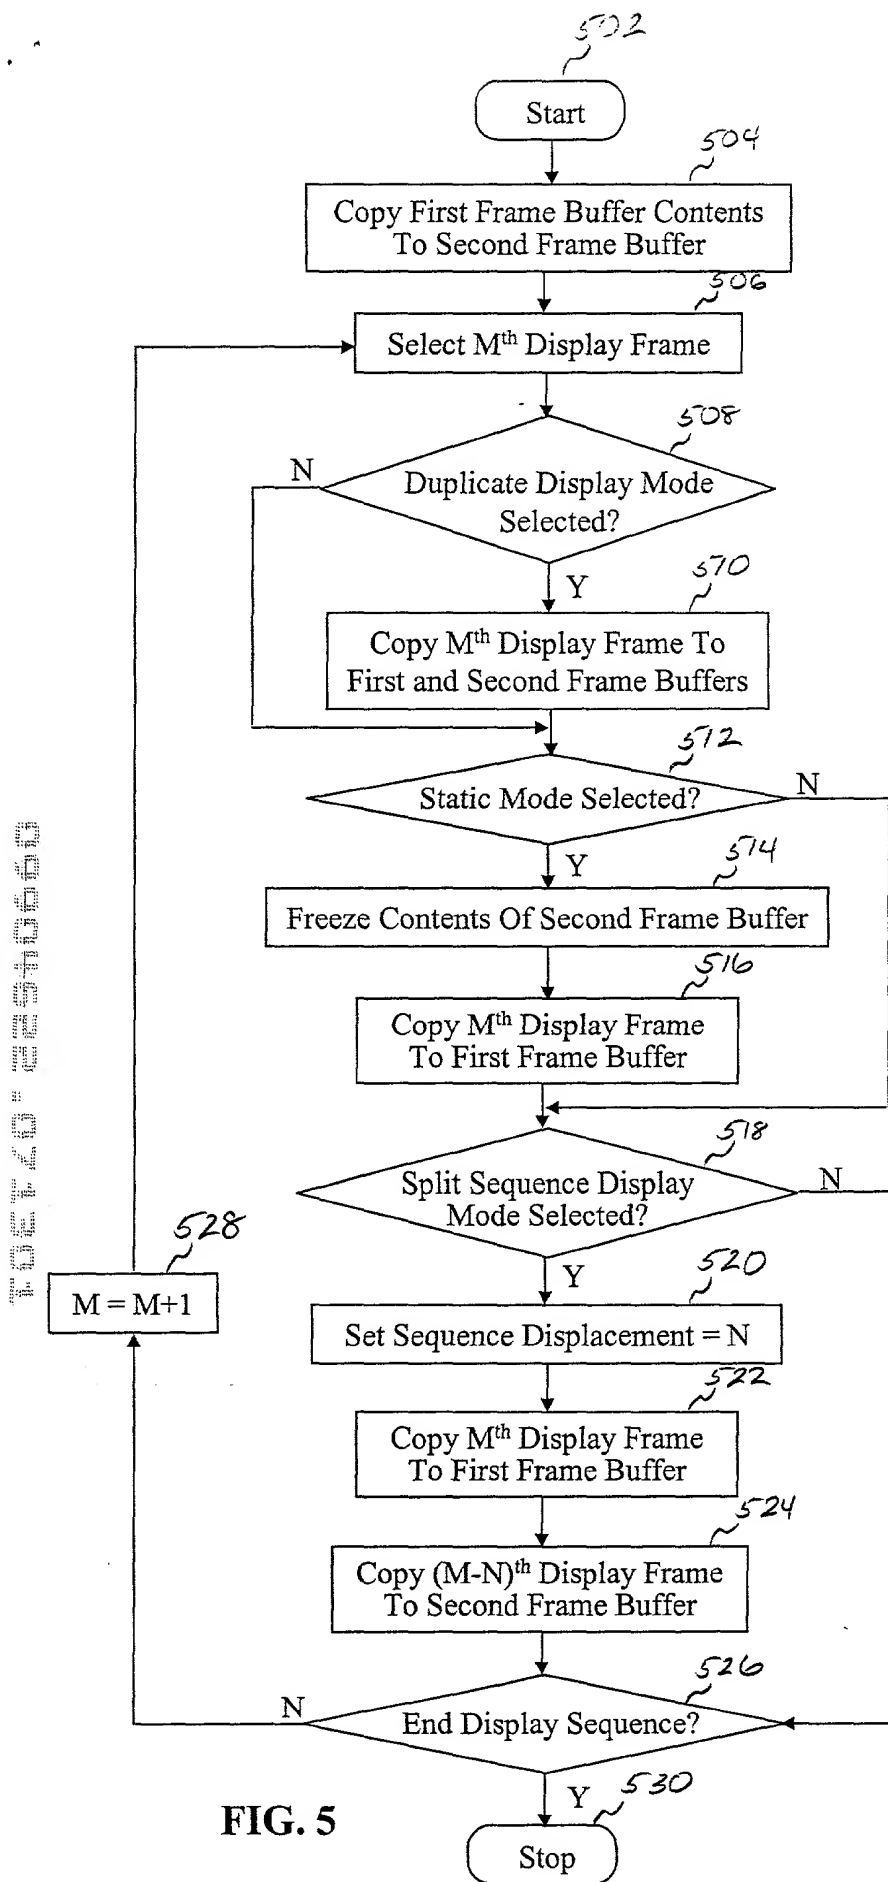 502
Start
504
Copy First Frame Buffer Contents
To Second Frame Buffer
506
Select Mth Display Frame
508
N
Duplicate Display Mode
Selected?
510
Y
Copy Mth Display Frame To
First and Second Frame Buffers
512
Static Mode Selected?
N
Y
514
Freeze Contents Of Second Frame Buffer
516
Copy Mth Display Frame
To First Frame Buffer
518
Split Sequence Display
Mode Selected?
N
528
M = M+1
Y
520
Set Sequence Displacement = N
522
Copy Mth Display Frame
To First Frame Buffer
524
Copy (M-N)th Display Frame
To Second Frame Buffer
526
N
End Display Sequence?
Y
530
FIG. 5
Stop